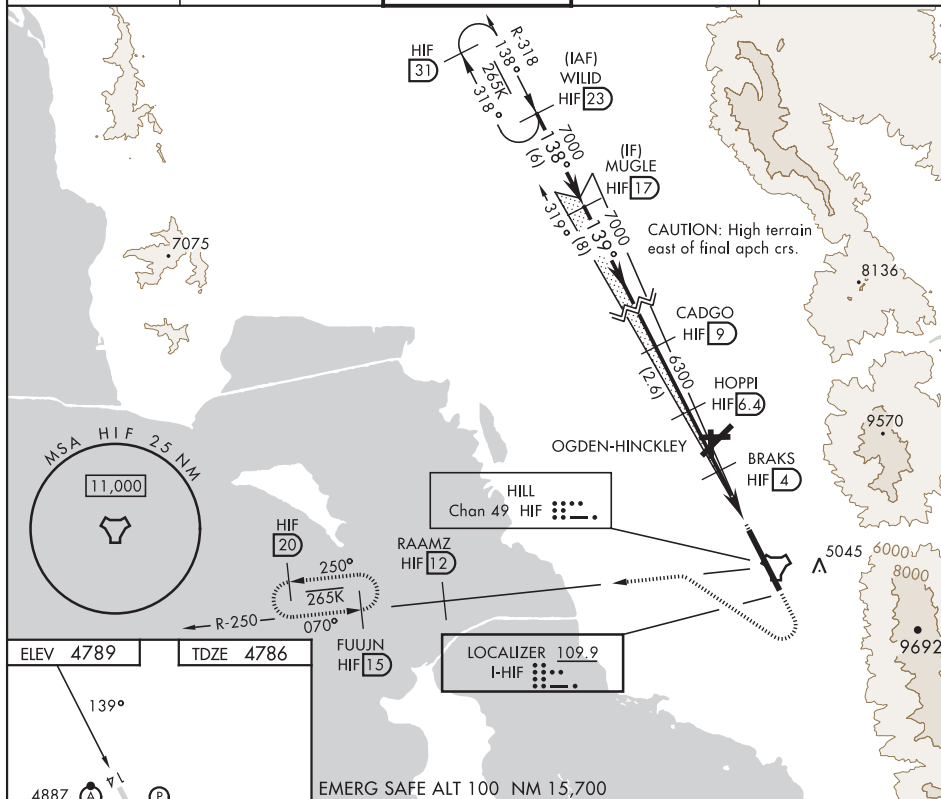 R-318
138°
265K
318°
HIF
31
(IAF)
WILID
HIF 23
7000
138°
(6)
(IF)
MUGLE
HIF 17
7000
139°
319°
(8)
CAUTION: High terrain
east of final apch crs.
7075
8136
CADGO
HIF 9
6300
(2.6)
HOPPI
HIF 6.4
9570
OGDEN-HINCKLEY
BRAKS
HIF 4
MSA HIF 25 NM
11,000
HILL
Chan 49 HIF
5045
6000
8000
9692
HIF
20
RAAMZ
HIF 12
250°
265K
070°
R-250
FUUJN
HIF 15
LOCALIZER 109.9
I-HIF
ELEV 4789
TDZE 4786
139°
14
4887
A
P
EMERG SAFE ALT 100 NM 15,700